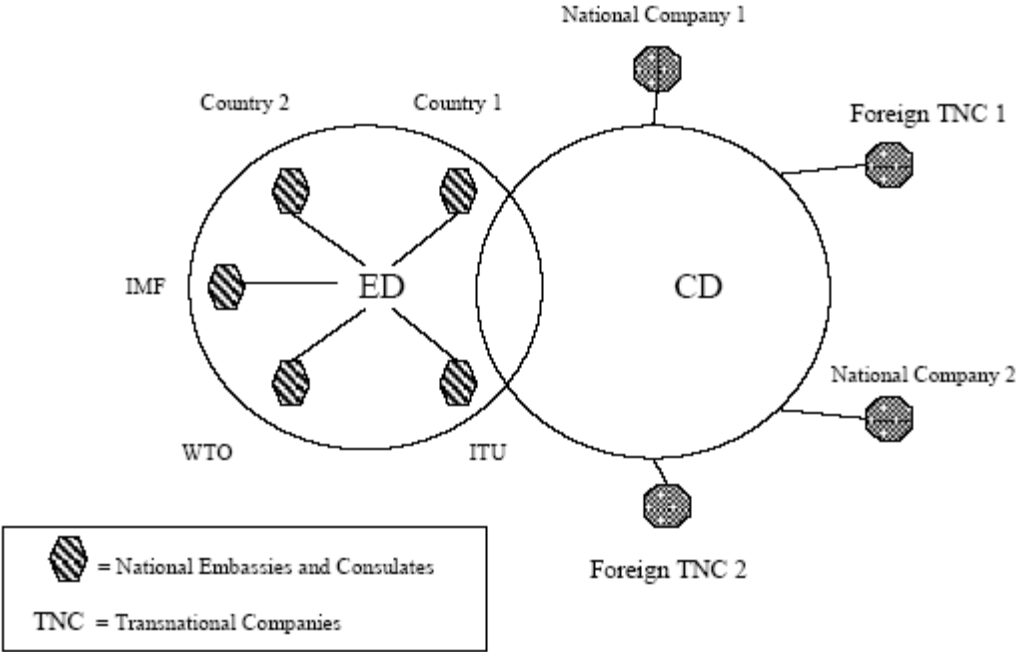 National Company 1
Country 2
Country 1
Foreign TNC 1
IMF
ED
CD
National Company 2
WTO
ITU
Foreign TNC 2
= National Embassies and Consulates
TNC = Transnational Companies